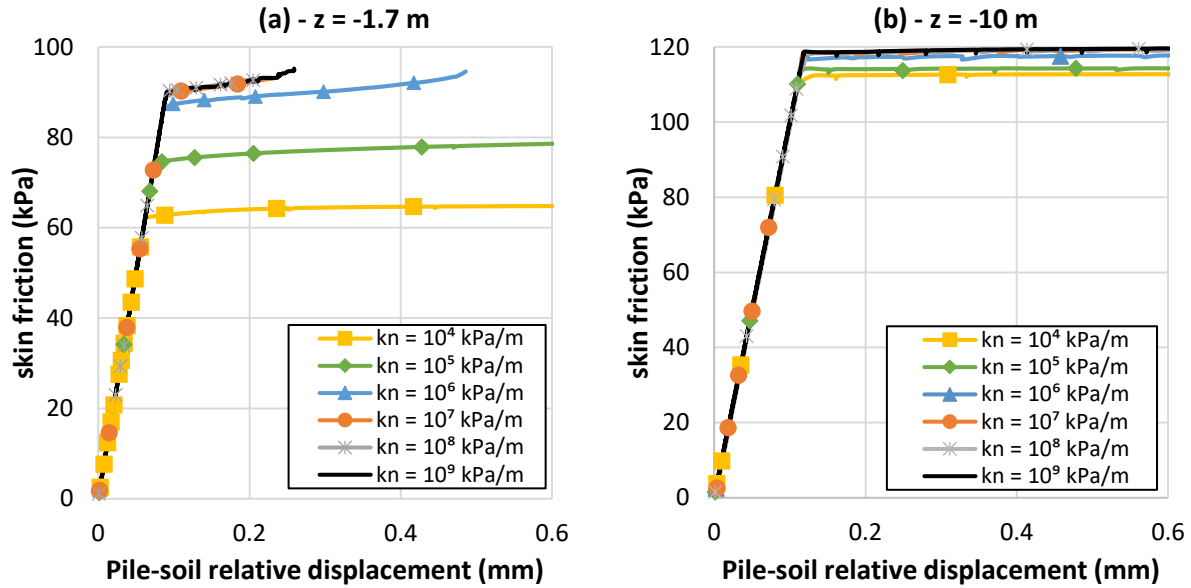 (a) - z = -1.7 m
skin friction (kPa)
100
80
60
40
20
0
0
0.2
0.4
0.6
Pile-soil relative displacement (mm)
kn = 10⁴ kPa/m
kn = 10⁵ kPa/m
kn = 10⁶ kPa/m
kn = 10⁷ kPa/m
kn = 10⁸ kPa/m
kn = 10⁹ kPa/m
(b) - z = -10 m
skin friction (kPa)
120
100
80
60
40
20
0
0
0.2
0.4
0.6
Pile-soil relative displacement (mm)
kn = 10⁴ kPa/m
kn = 10⁵ kPa/m
kn = 10⁶ kPa/m
kn = 10⁷ kPa/m
kn = 10⁸ kPa/m
kn = 10⁹ kPa/m